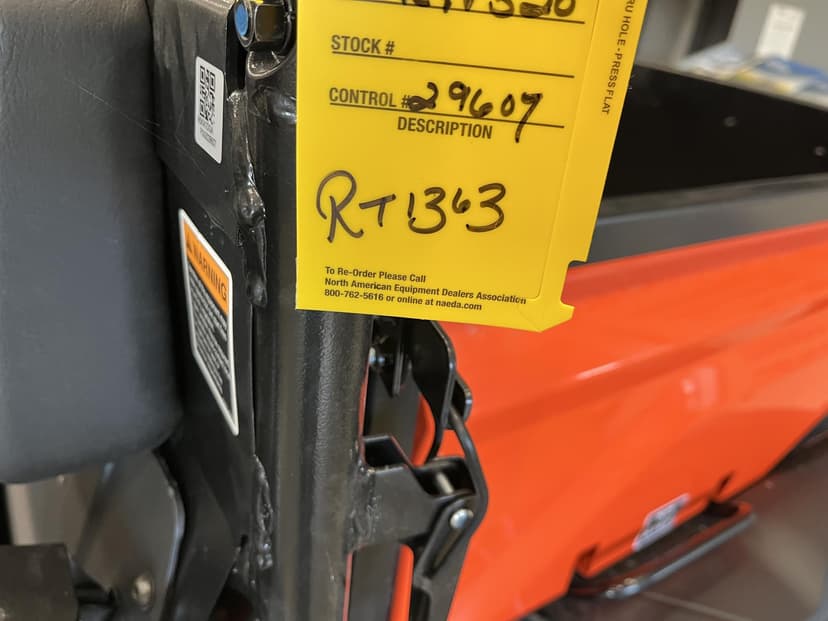 STOCK #
CONTROL # 29607
DESCRIPTION
RT1363
To Re-Order Please Call
North American Equipment Dealers Association
800-762-5616 or online at naeda.com
RU HOLE - PRESS FLAT
WARNING